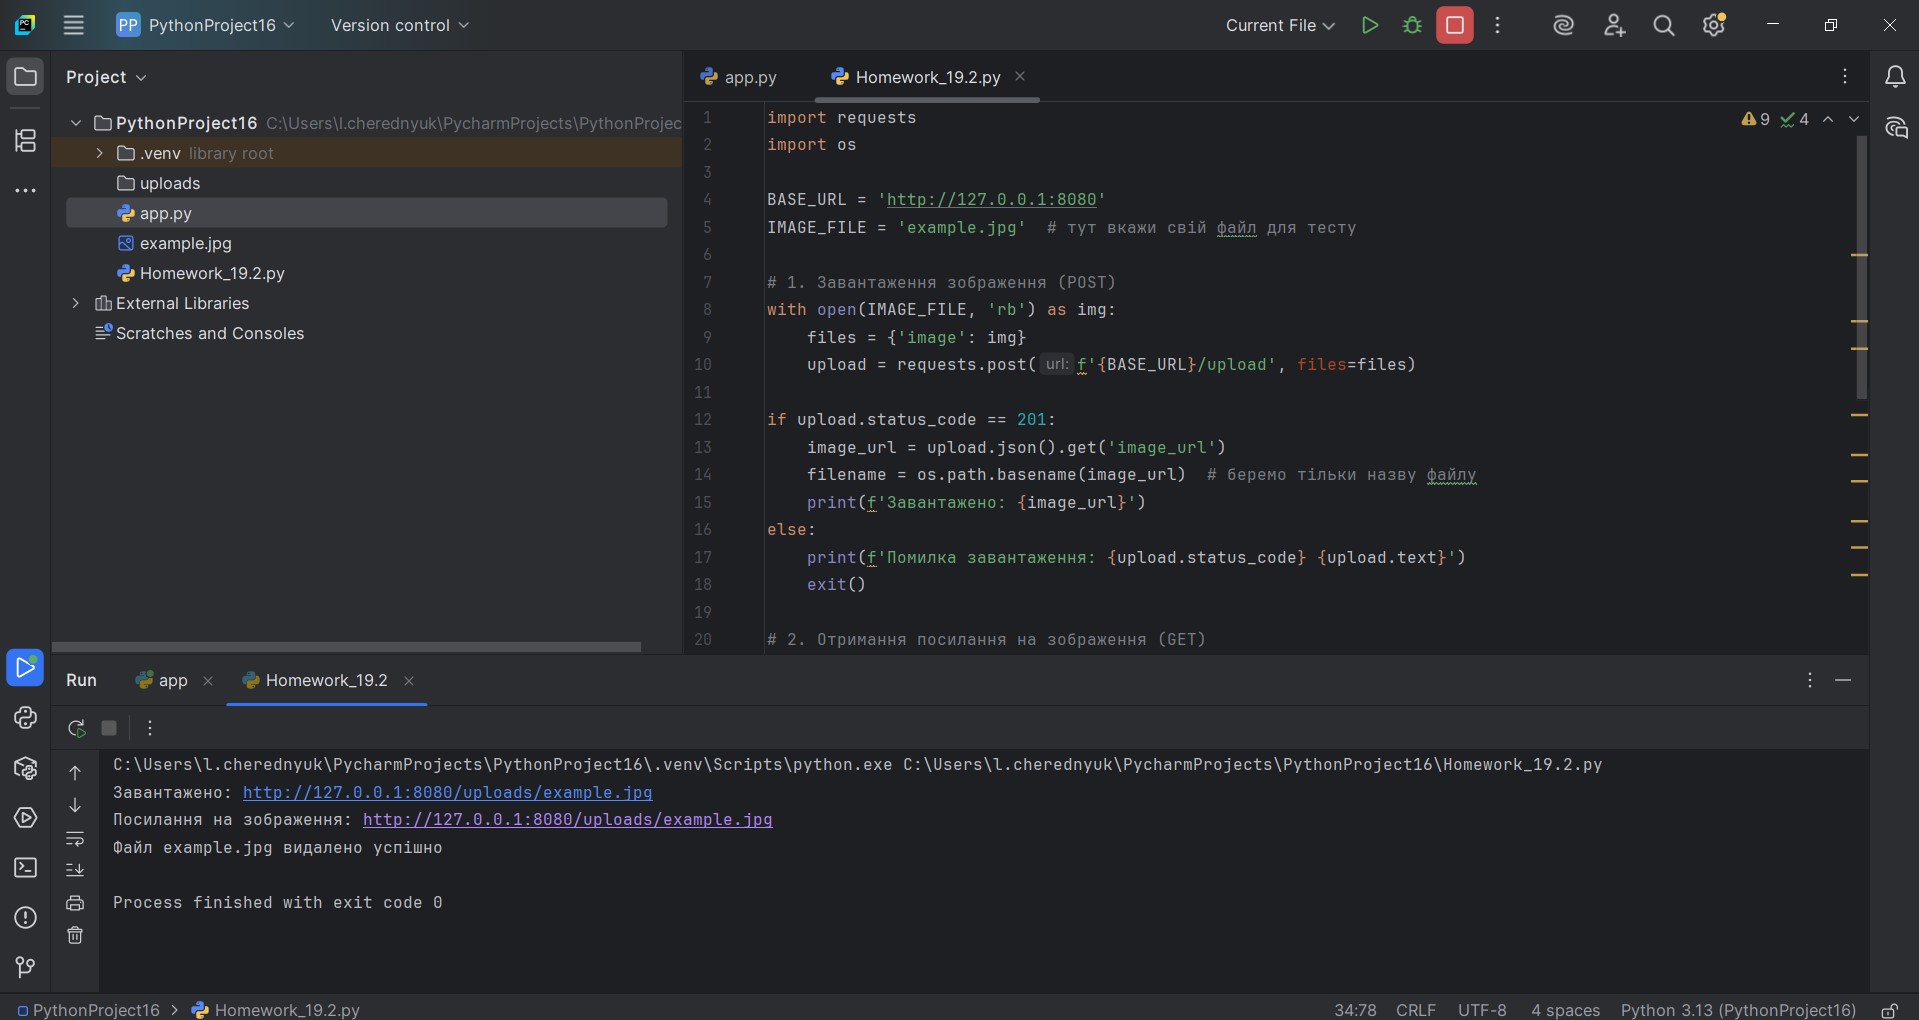 PP PythonProject16 Version control Current File
Project
app.py Homework_19.2.py
PythonProject16 C:\Users\l.cherednyuk\PycharmProjects\PythonProjec
.venv library root
uploads
app.py
example.jpg
Homework_19.2.py
External Libraries
Scratches and Consoles
9 4
1 import requests
2 import os
3
4 BASE_URL = 'http://127.0.0.1:8080'
5 IMAGE_FILE = 'example.jpg'  # тут вкажи свій файл для тесту
6
7 # 1. Завантаження зображення (POST)
8 with open(IMAGE_FILE, 'rb') as img:
9     files = {'image': img}
10     upload = requests.post( url: f'{BASE_URL}/upload', files=files)
11
12 if upload.status_code == 201:
13     image_url = upload.json().get('image_url')
14     filename = os.path.basename(image_url)  # беремо тільки назву файлу
15     print(f'Завантажено: {image_url}')
16 else:
17     print(f'Помилка завантаження: {upload.status_code} {upload.text}')
18     exit()
19
20 # 2. Отримання посилання на зображення (GET)
Run app Homework_19.2
C:\Users\l.cherednyuk\PycharmProjects\PythonProject16\.venv\Scripts\python.exe C:\Users\l.cherednyuk\PycharmProjects\PythonProject16\Homework_19.2.py
Завантажено: http://127.0.0.1:8080/uploads/example.jpg
Посилання на зображення: http://127.0.0.1:8080/uploads/example.jpg
Файл example.jpg видалено успішно
Process finished with exit code 0
PythonProject16 Homework_19.2.py 34:78 CRLF UTF-8 4 spaces Python 3.13 (PythonProject16)